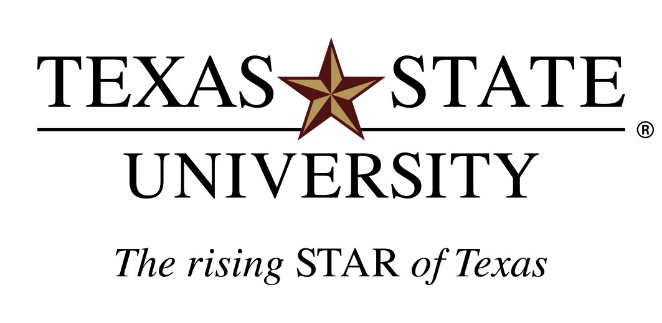 TEXAS STATE ®
UNIVERSITY
The rising STAR of Texas